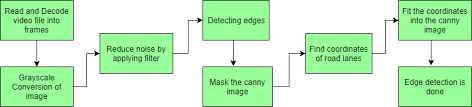 Read and Decode
video file into
frames
Grayscale
Conversion of
image
Reduce noise by
applying filter
Detecting edges
Mask the canny
image
Find coordinates
of road lanes
Fit the coordinates
into the canny
image
Edge detection is
done